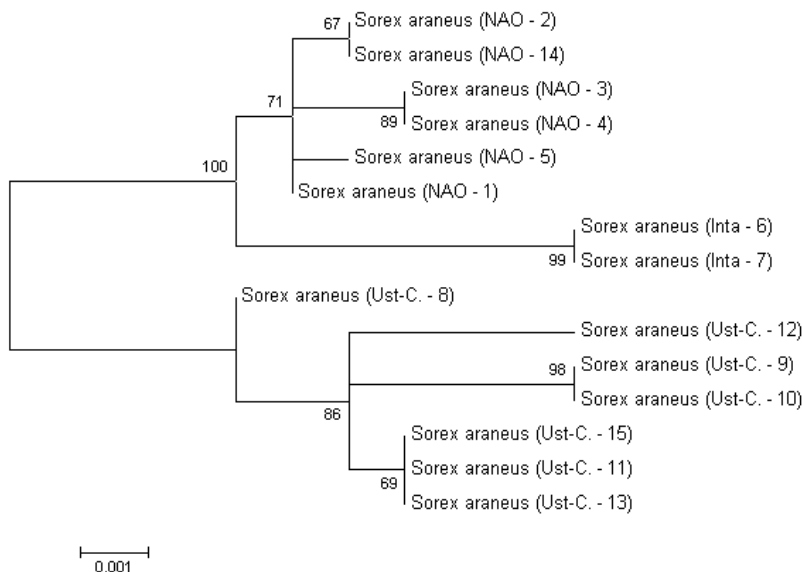 67
Sorex araneus (NAO - 2)
Sorex araneus (NAO - 14)
Sorex araneus (NAO - 3)
71
89
Sorex araneus (NAO - 4)
Sorex araneus (NAO - 5)
100
Sorex araneus (NAO - 1)
Sorex araneus (Inta - 6)
99
Sorex araneus (Inta - 7)
Sorex araneus (Ust-C. - 8)
Sorex araneus (Ust-C. - 12)
98
Sorex araneus (Ust-C. - 9)
Sorex araneus (Ust-C. - 10)
86
Sorex araneus (Ust-C. - 15)
Sorex araneus (Ust-C. - 11)
69
Sorex araneus (Ust-C. - 13)
0.001